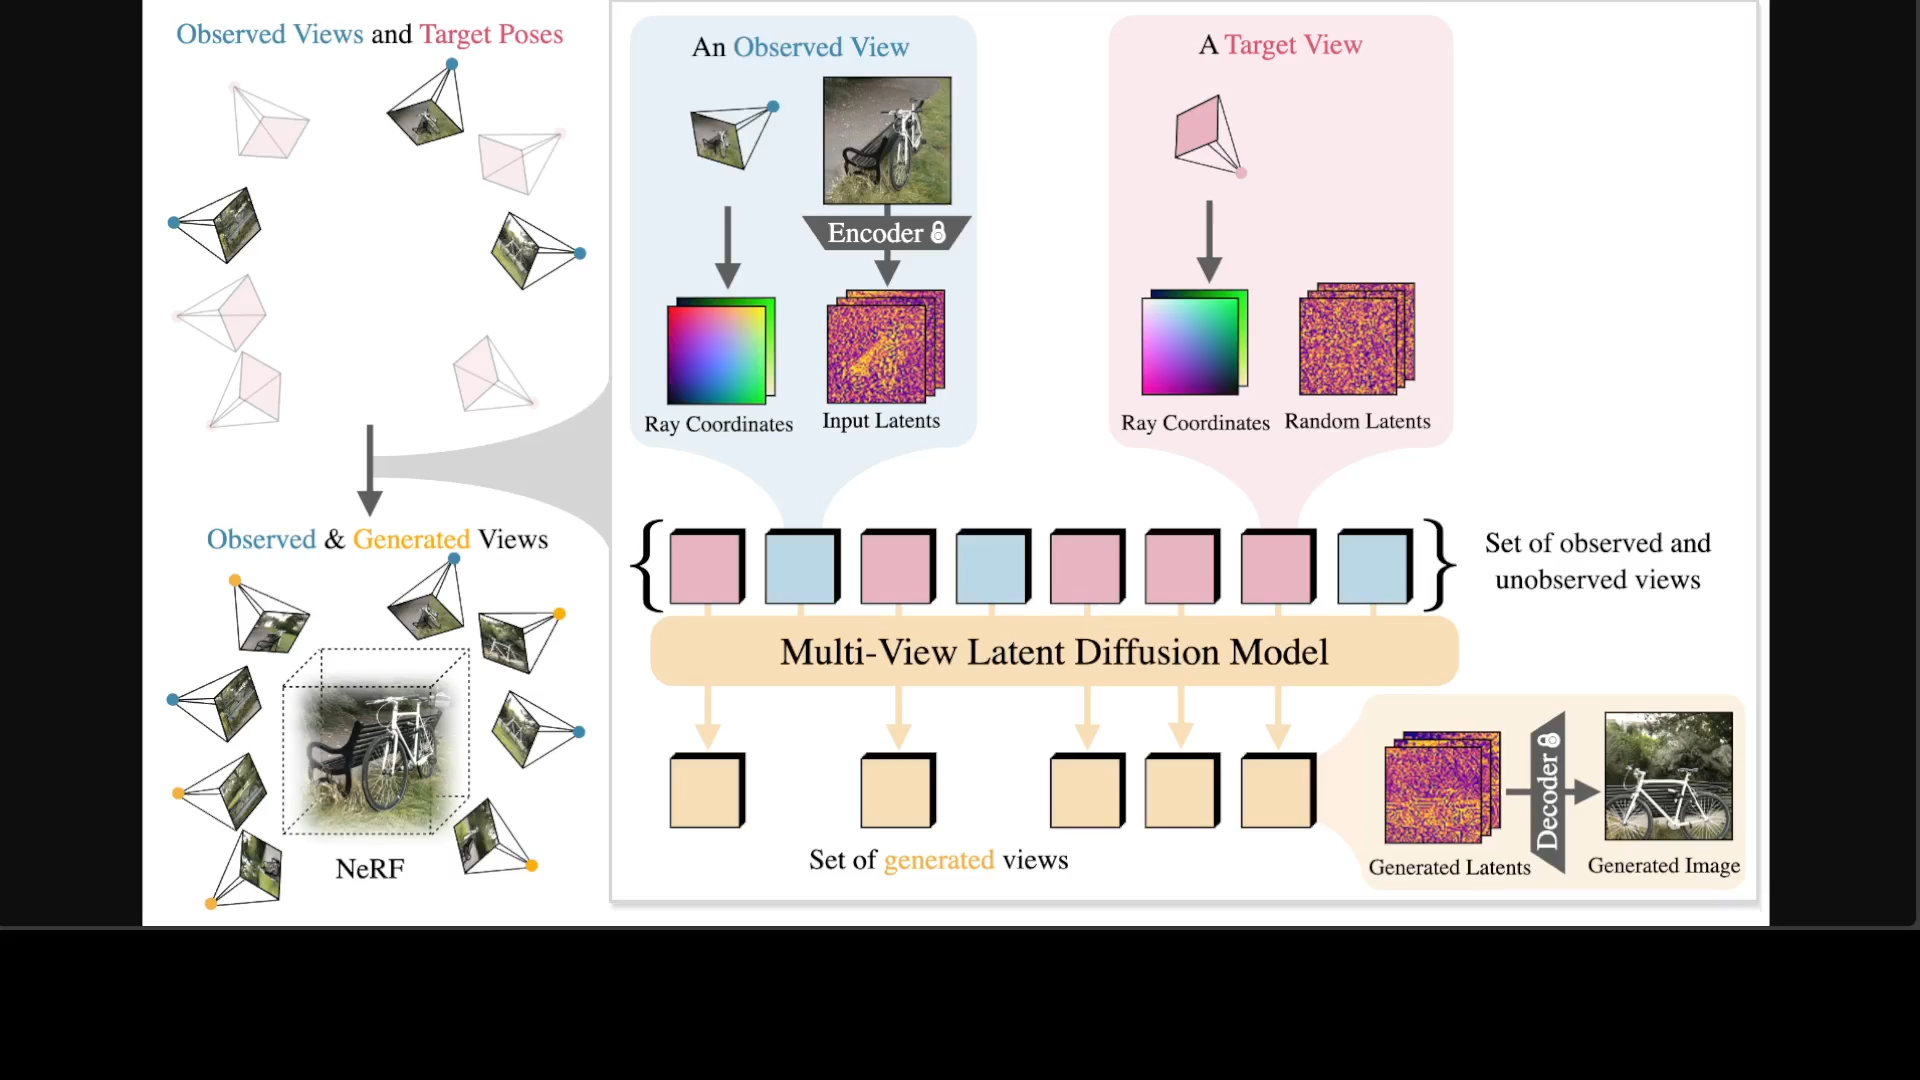 Observed Views and Target Poses
Observed & Generated Views
NeRF
An Observed View
Encoder
Ray Coordinates
Input Latents
A Target View
Ray Coordinates
Random Latents
Set of observed and
unobserved views
Multi-View Latent Diffusion Model
Set of generated views
Generated Latents
Decoder
Generated Image